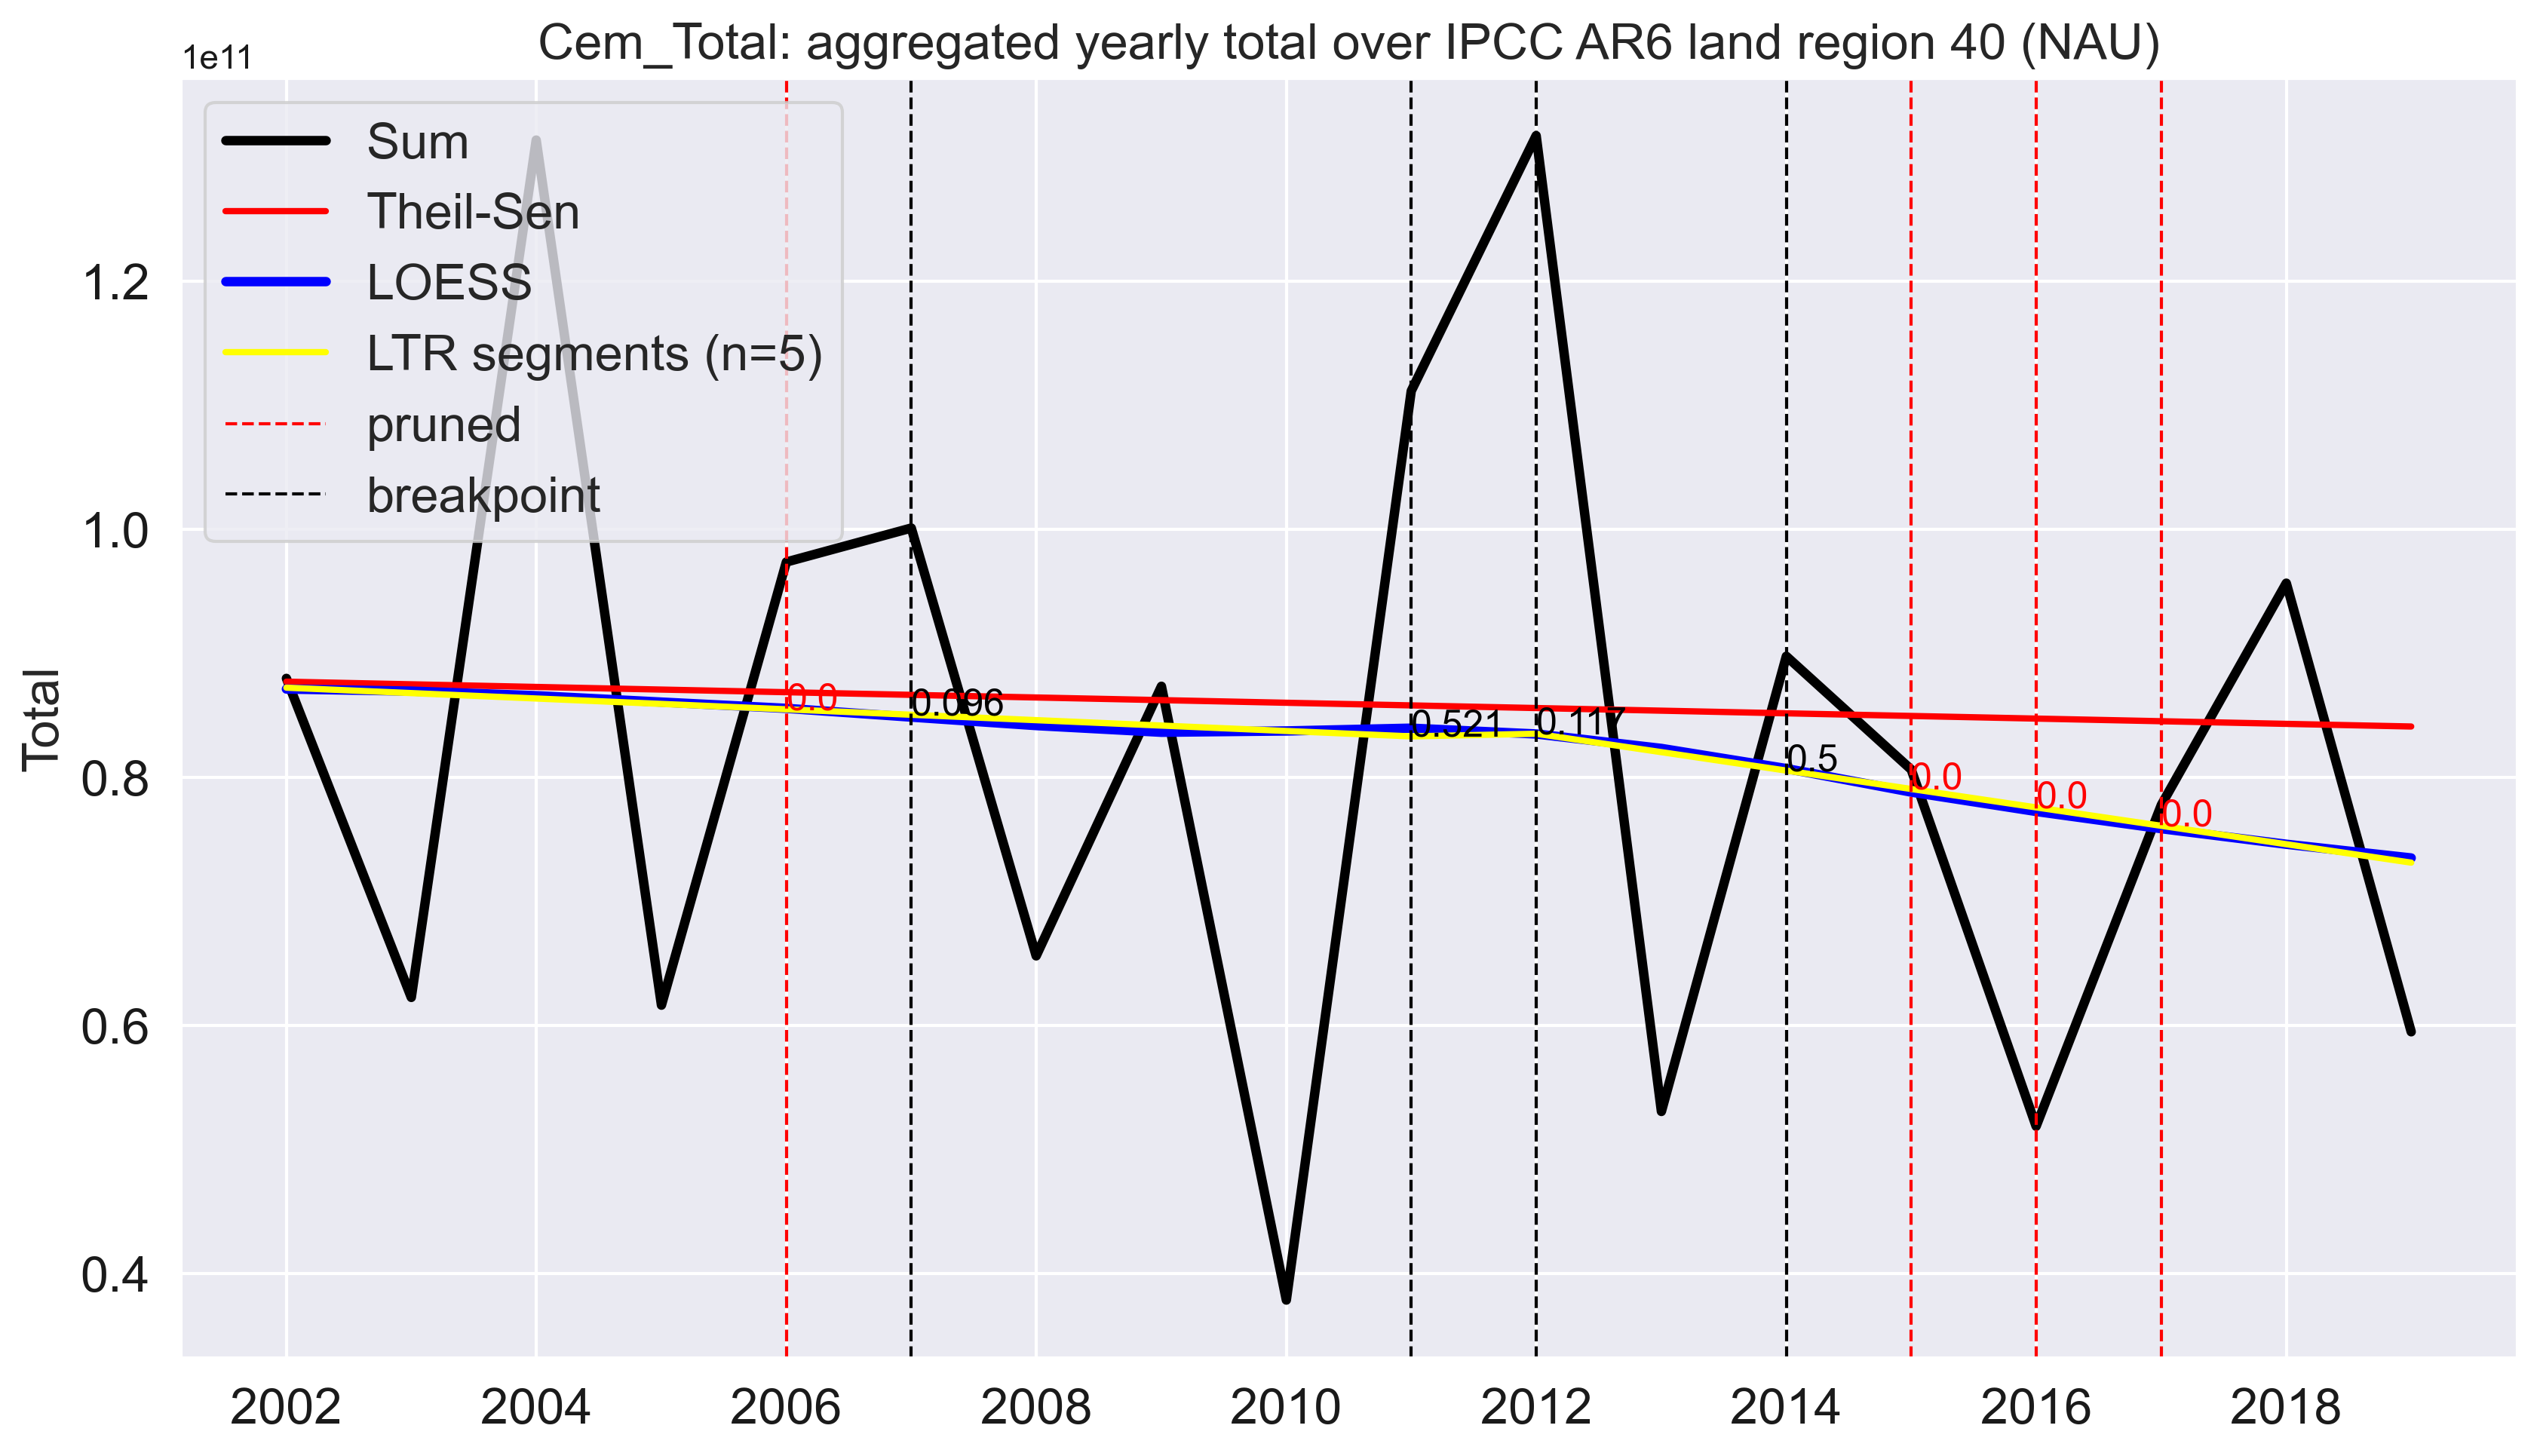 Cem_Total: aggregated yearly total over IPCC AR6 land region 40 (NAU)
1e11
Sum
Theil-Sen
LOESS
LTR segments (n=5)
pruned
breakpoint
Total
1.2
1.0
0.8
0.6
0.4
0.0
0.096
0.521
0.117
0.5
0.0
0.0
0.0
2002 2004 2006 2008 2010 2012 2014 2016 2018